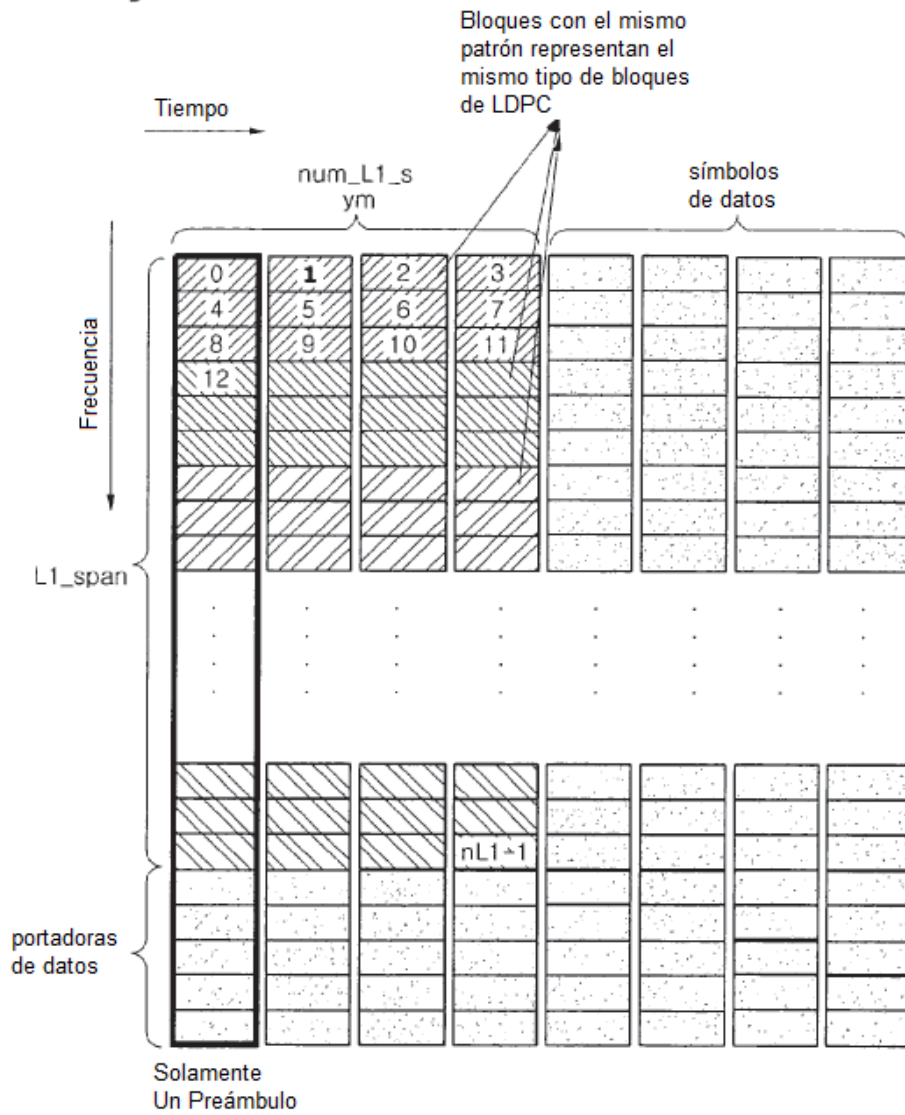 Bloques con el mismo
patrón representan el
mismo tipo de bloques
de LDPC
Tiempo
num_L1_s
ym
símbolos
de datos
Frecuencia
0 1 2 3
4 5 6 7
8 9 10 11
12
L1_span
nL1-1
portadoras
de datos
Solamente
Un Preámbulo